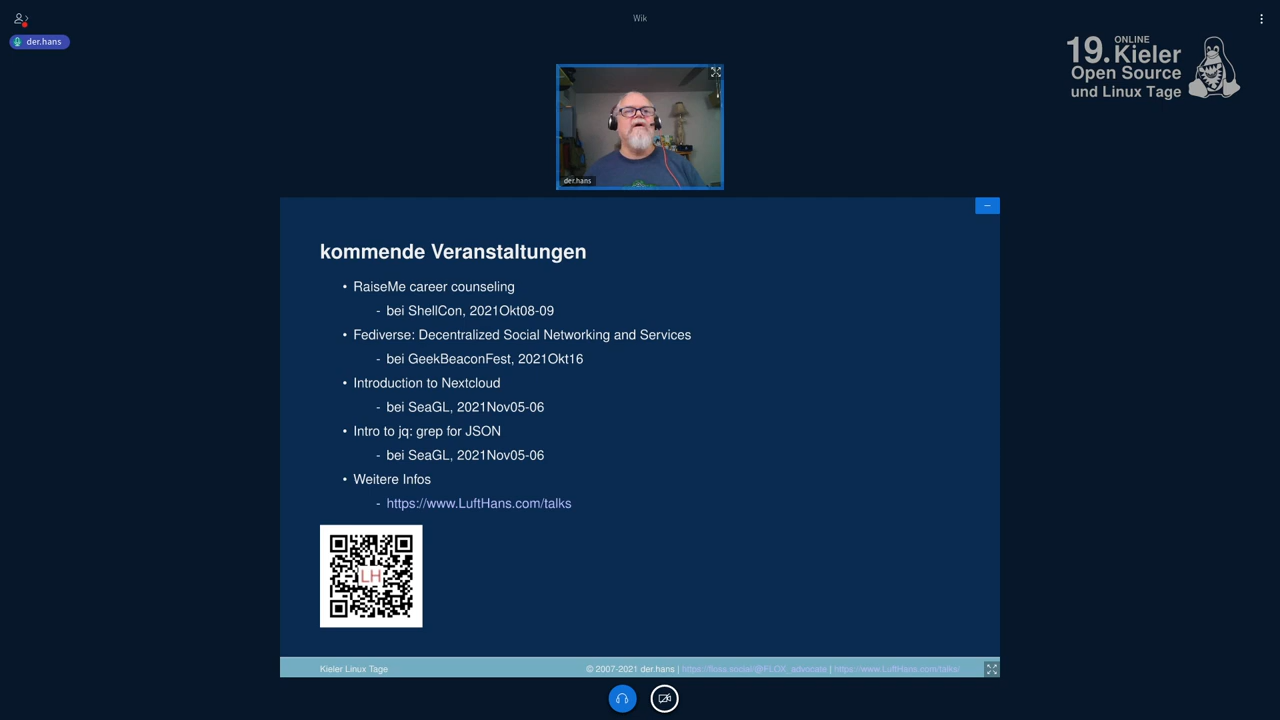 Wik
der.hans
ONLINE
19. Kieler
Open Source
und Linux Tage
der.hans
kommende Veranstaltungen
• RaiseMe career counseling
- bei ShellCon, 2021Okt08-09
• Fediverse: Decentralized Social Networking and Services
- bei GeekBeaconFest, 2021Okt16
• Introduction to Nextcloud
- bei SeaGL, 2021Nov05-06
• Intro to jq: grep for JSON
- bei SeaGL, 2021Nov05-06
• Weitere Infos
- https://www.LuftHans.com/talks
LH
Kieler Linux Tage
© 2007-2021 der.hans | https://floss.social/@FLOX_advocate | https://www.LuftHans.com/talks/